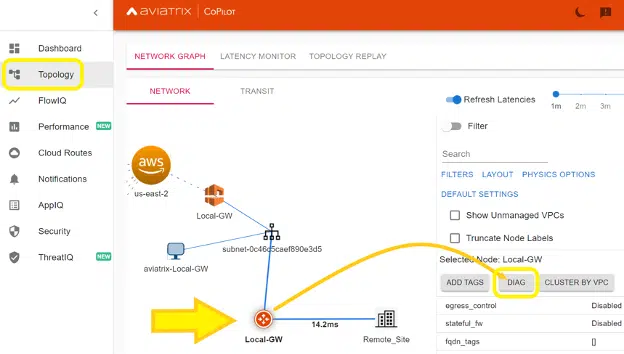 AVIATRIX | CoPilot
Dashboard
Topology
FlowIQ
Performance NEW
Cloud Routes
Notifications
AppIQ
Security
ThreatIQ NEW
NETWORK GRAPH LATENCY MONITOR TOPOLOGY REPLAY
NETWORK TRANSIT
aws
us-east-2
Local-GW
subnet-0c46d5caef890e3d5
aviatrix-Local-GW
14.2ms
Local-GW
Remote_Site
Refresh Latencies
1m 2m 3m
Filter
Search
FILTERS LAYOUT PHYSICS OPTIONS
DEFAULT SETTINGS
Show Unmanaged VPCs
Truncate Node Labels
Selected Node: Local-GW
ADD TAGS DIAG CLUSTER BY VPC
egress_control Disabled
stateful_fw Disabled
fqdn_tags []